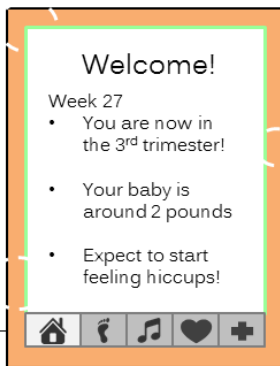 Welcome!
Week 27
• You are now in
the 3rd trimester!
• Your baby is
around 2 pounds
• Expect to start
feeling hiccups!